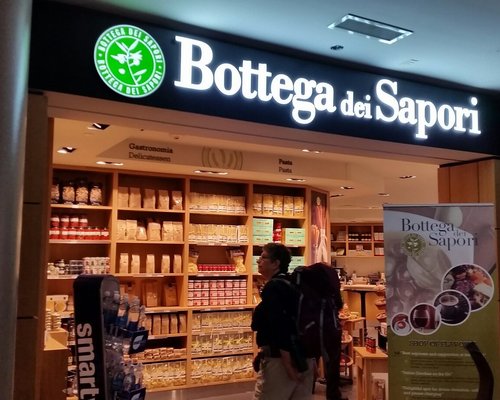 BOTTEGA DEI SAPORI
BOTTEGA DEI SAPORI
Bottega dei Sapori
Gastronomia
Delicatessen
Pasta
Pasta
smart
Bottega
dei
Sapori
SHOP OF FLAVORS